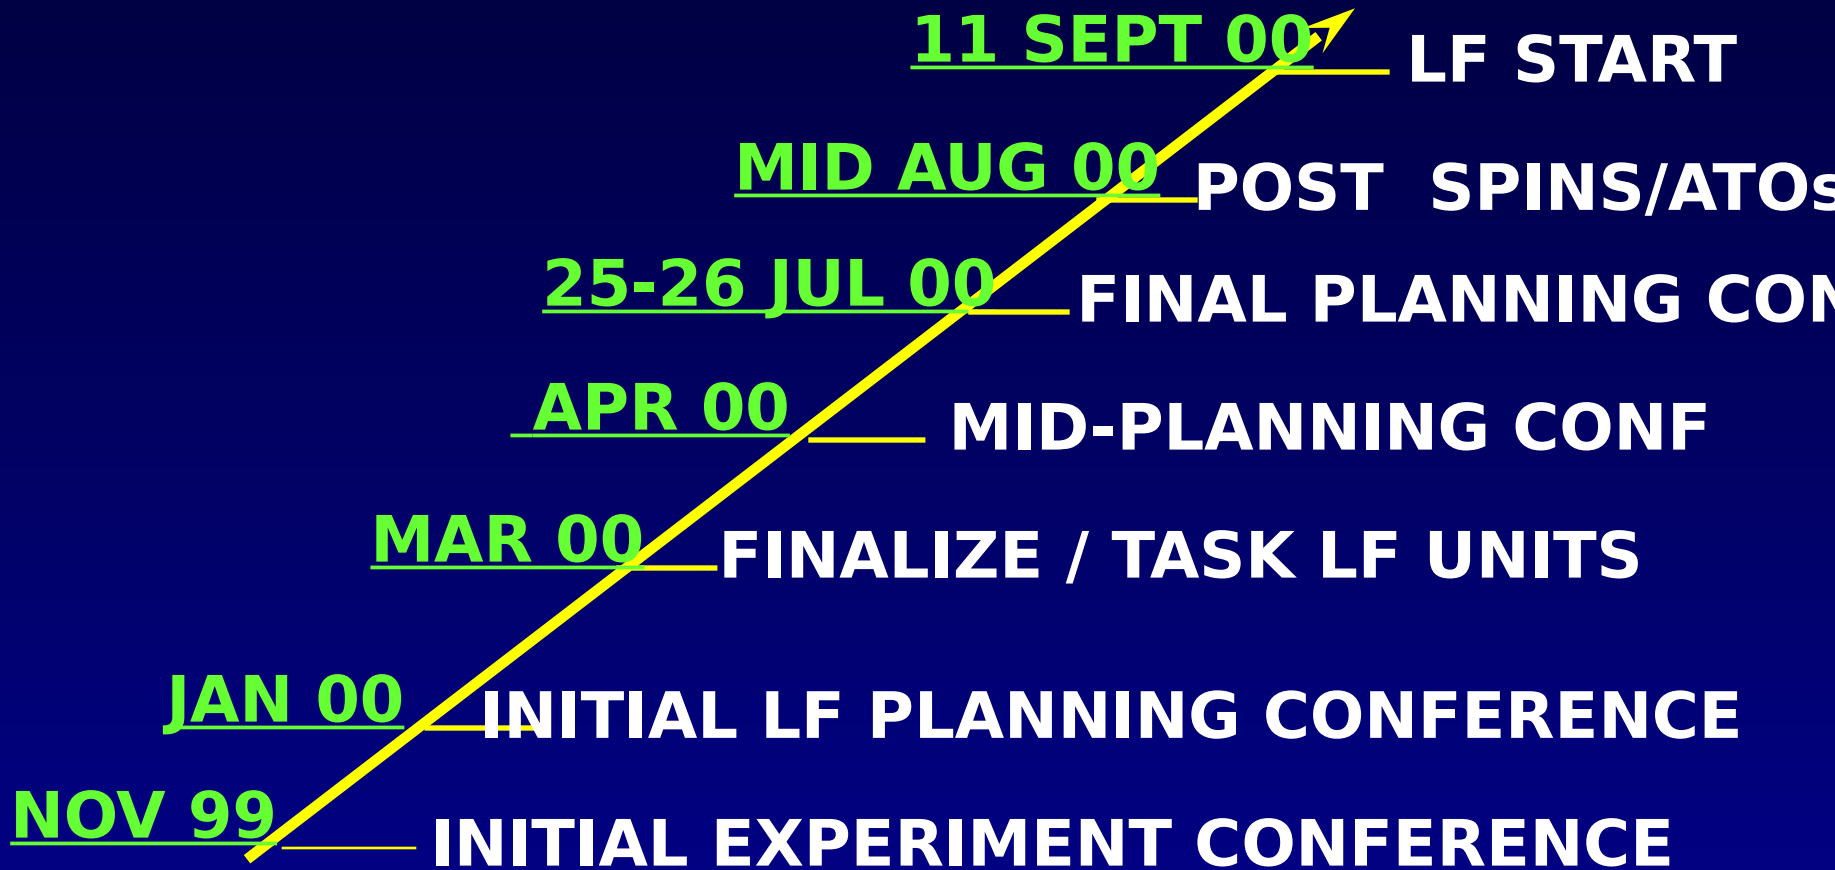 11 SEPT 00 LF START
MID AUG 00 POST SPINS/ATOs
25-26 JUL 00 FINAL PLANNING CON
APR 00 MID-PLANNING CONF
MAR 00 FINALIZE / TASK LF UNITS
JAN 00 INITIAL LF PLANNING CONFERENCE
NOV 99 INITIAL EXPERIMENT CONFERENCE